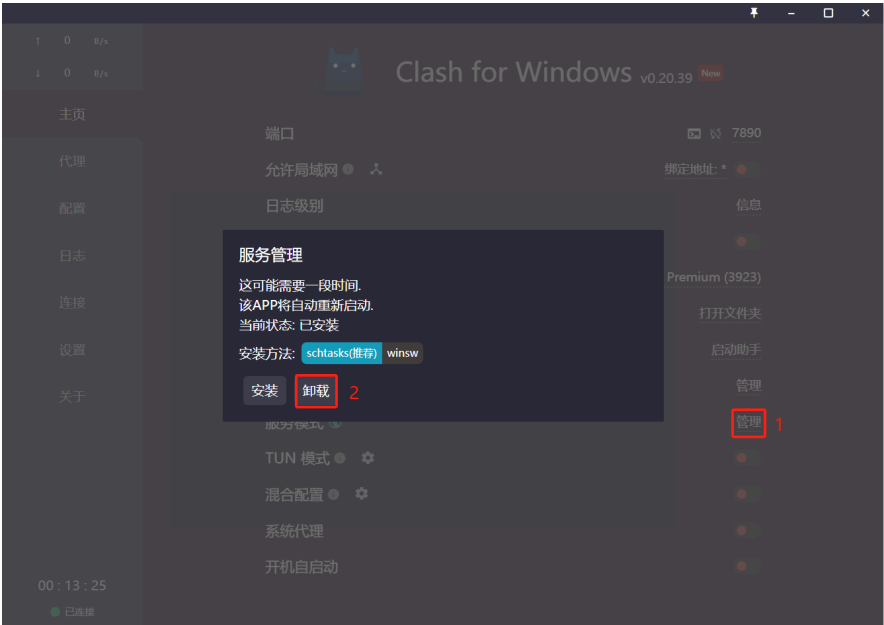 ↑ 0 B/s
↓ 0 B/s
主页
代理
配置
日志
连接
设置
关于
00 : 13 : 25
已连接
Clash for Windows v0.20.39 New
端口 7890
允许局域网 绑定地址: *
日志级别 信息
Premium (3923)
打开文件夹
启动助手
管理
服务模式 管理 1
TUN 模式
混合配置
系统代理
开机自启动
服务管理
这可能需要一段时间.
该APP将自动重新启动.
当前状态: 已安装
安装方法: schtasks(推荐) winsw
安装 卸载 2